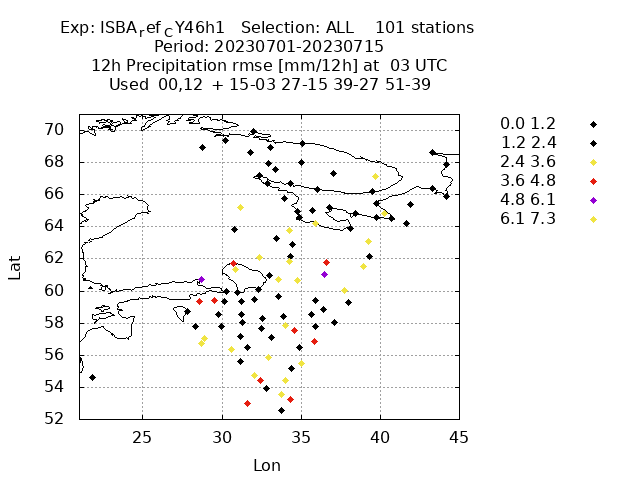 Exp: ISBArefCY46h1 Selection: ALL 101 stations
Period: 20230701-20230715
12h Precipitation rmse [mm/12h] at 03 UTC
Used 00,12 + 15-03 27-15 39-27 51-39
70
68
66
64
62
60
58
56
54
52
Lat
25 30 35 40 45
Lon
0.0 1.2
1.2 2.4
2.4 3.6
3.6 4.8
4.8 6.1
6.1 7.3